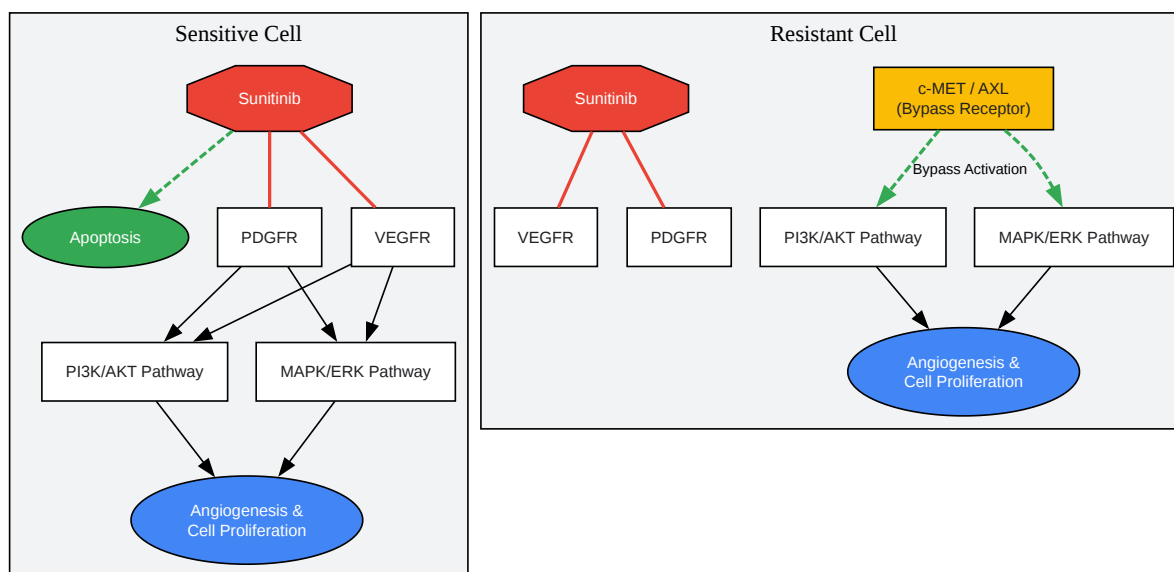 Sensitive Cell
Sunitinib
Apoptosis
PDGFR
VEGFR
PI3K/AKT Pathway
MAPK/ERK Pathway
Angiogenesis &
Cell Proliferation
Resistant Cell
Sunitinib
c-MET / AXL
(Bypass Receptor)
Bypass Activation
VEGFR
PDGFR
PI3K/AKT Pathway
MAPK/ERK Pathway
Angiogenesis &
Cell Proliferation